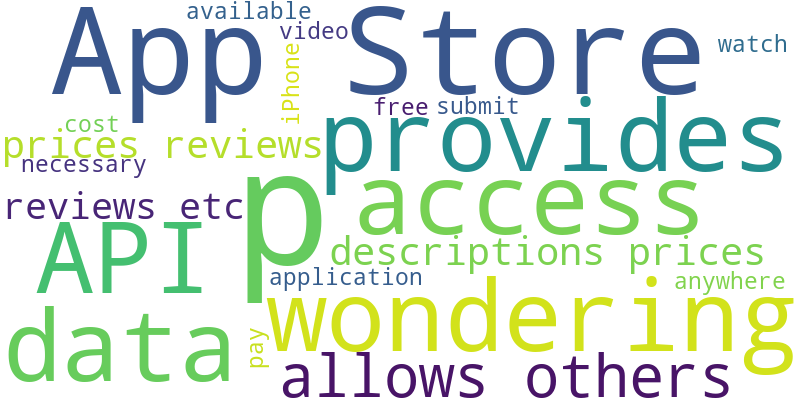 available
App Store
video
watch
iPhone
free submit
cost
provides
prices reviews
necessary
p
access
reviews etc
API
descriptions prices
application
anywhere
wondering
data
pay
allows others